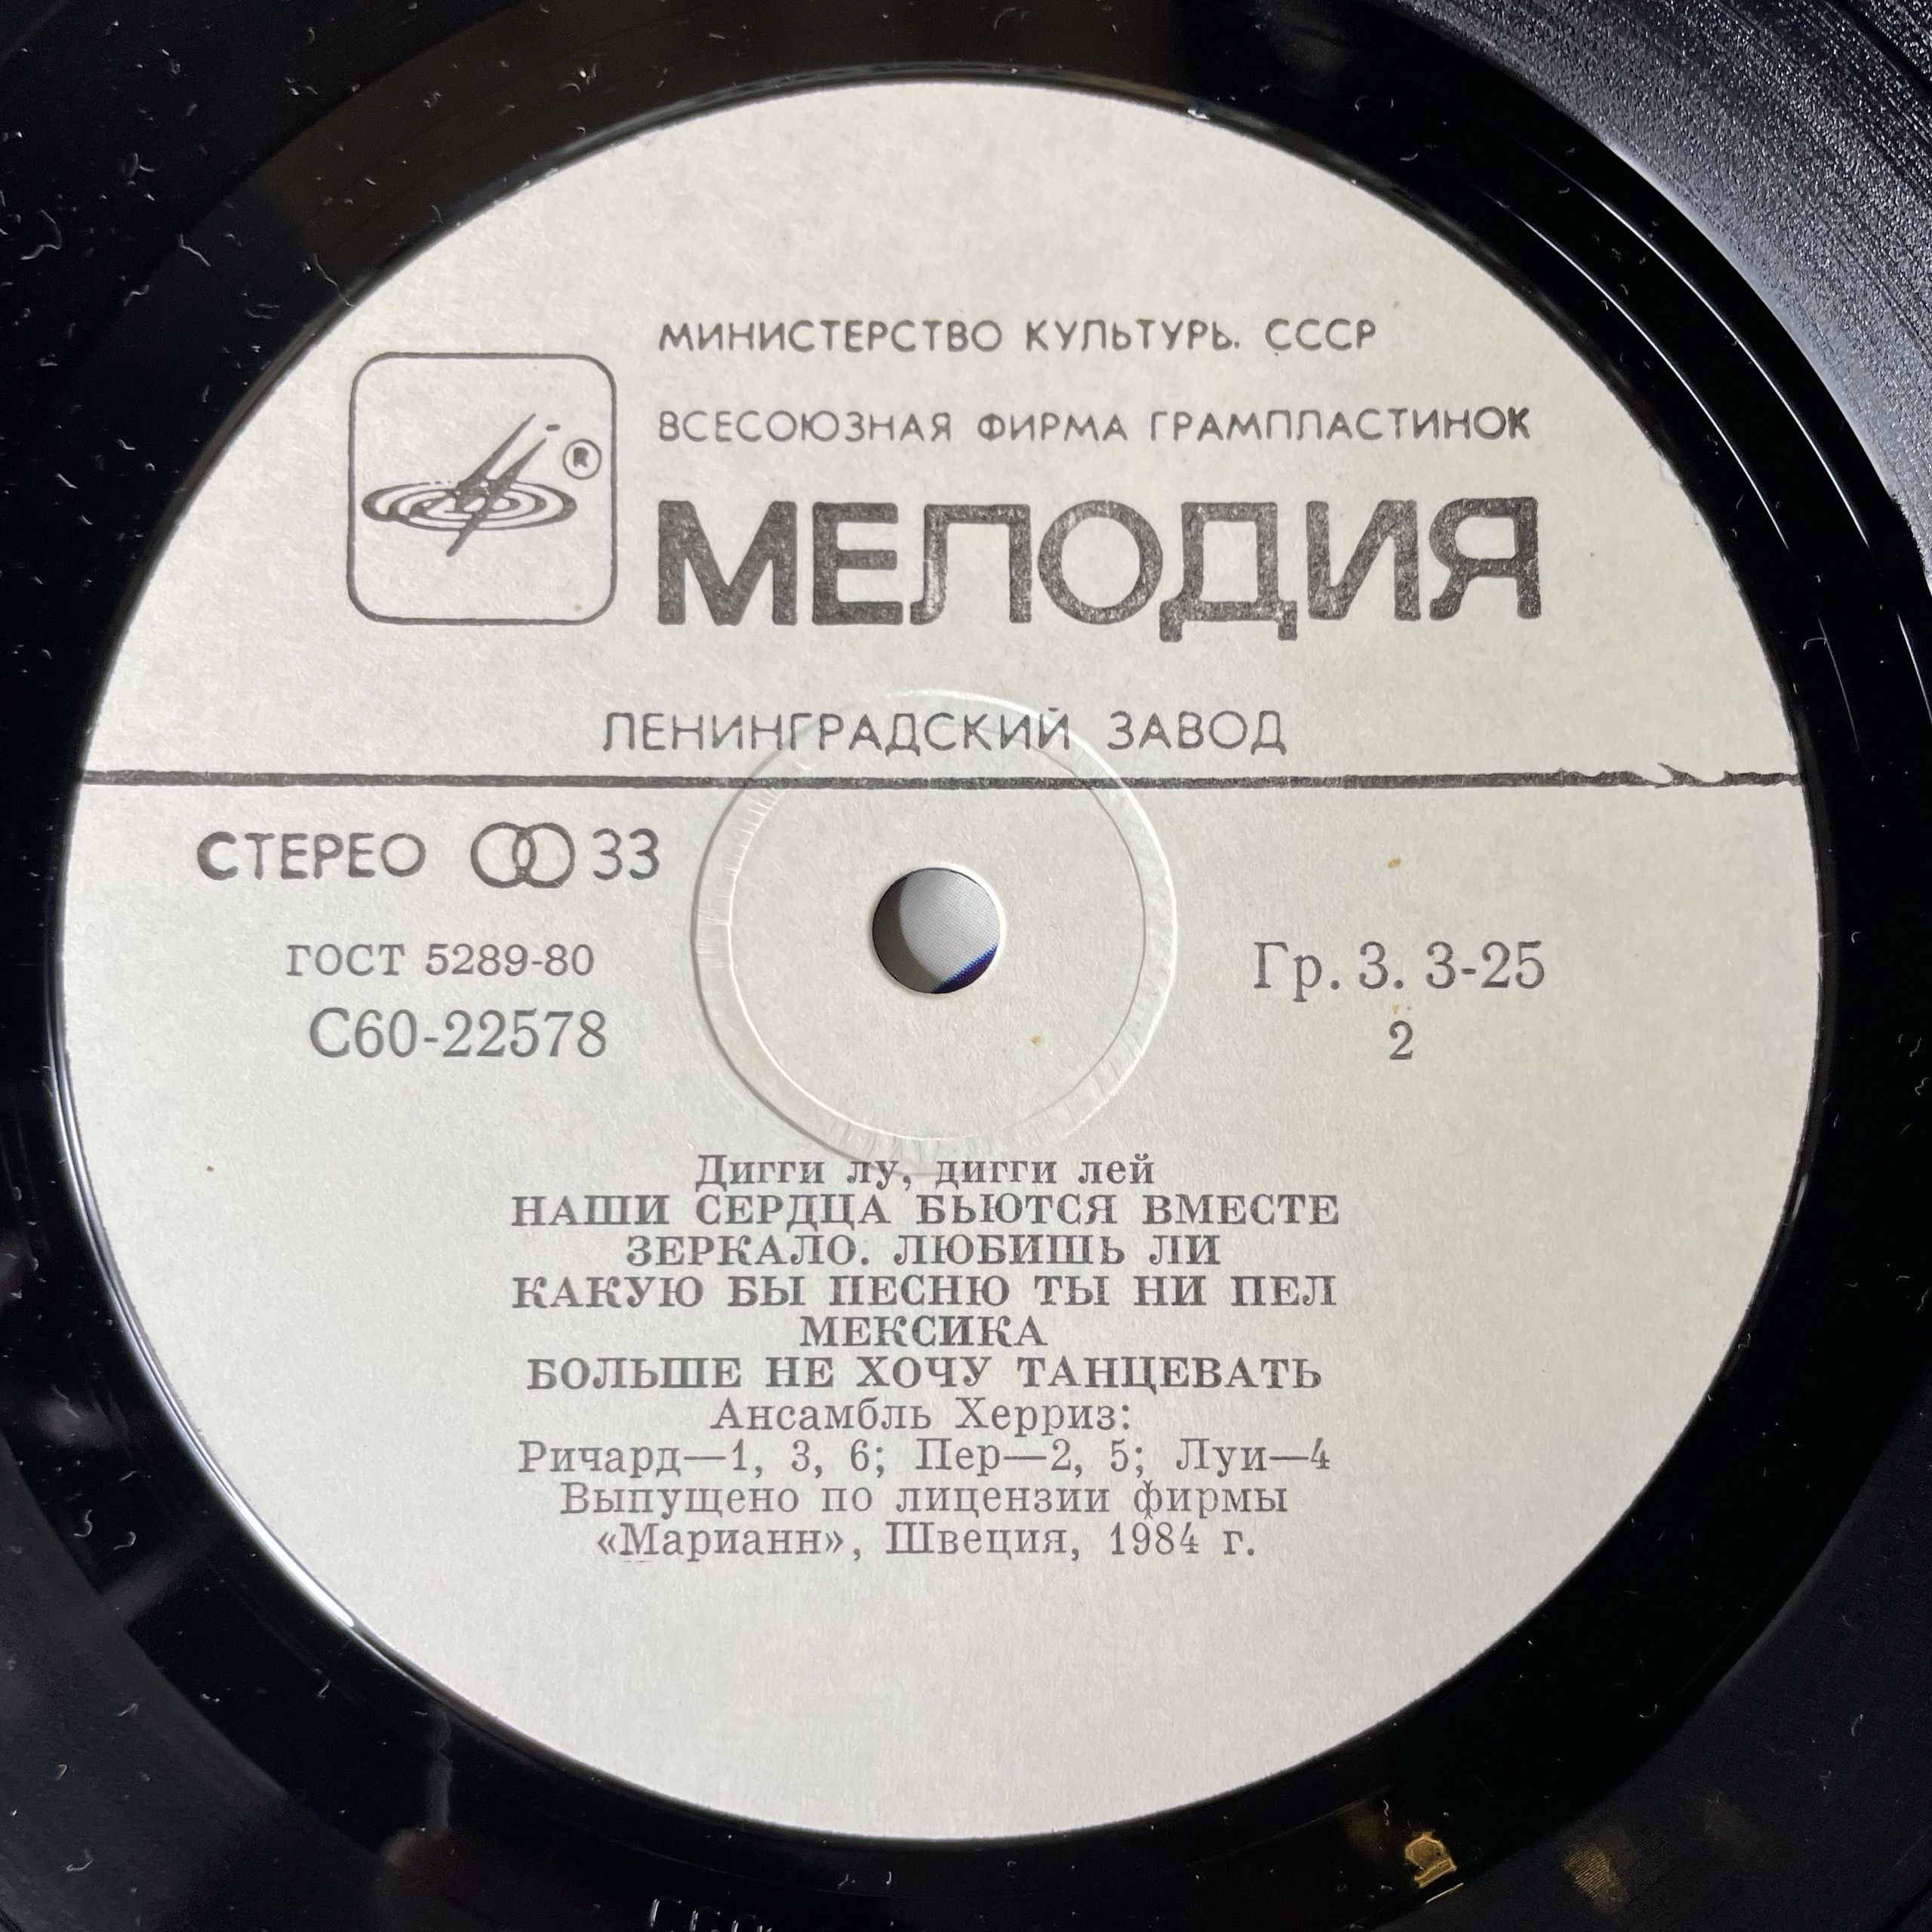 МИНИСТЕРСТВО КУЛЬТУРЫ СССР
ВСЕСОЮЗНАЯ ФИРМА ГРАМПЛАСТИНОК
®
МЕЛОДИЯ
ЛЕНИНГРАДСКИЙ ЗАВОД
СТЕРЕО 33
ГОСТ 5289-80
Гр. 3. 3-25
С60-22578
2
Дигги лу, дигги лей
НАШИ СЕРДЦА БЬЮТСЯ ВМЕСТЕ
ЗЕРКАЛО. ЛЮБИШЬ ЛИ
КАКУЮ БЫ ПЕСНЮ ТЫ НИ ПЕЛ
МЕКСИКА
БОЛЬШЕ НЕ ХОЧУ ТАНЦЕВАТЬ
Ансамбль Херриз:
Ричард—1, 3, 6; Пер—2, 5; Луи—4
Выпущено по лицензии фирмы
«Марианн», Швеция, 1984 г.